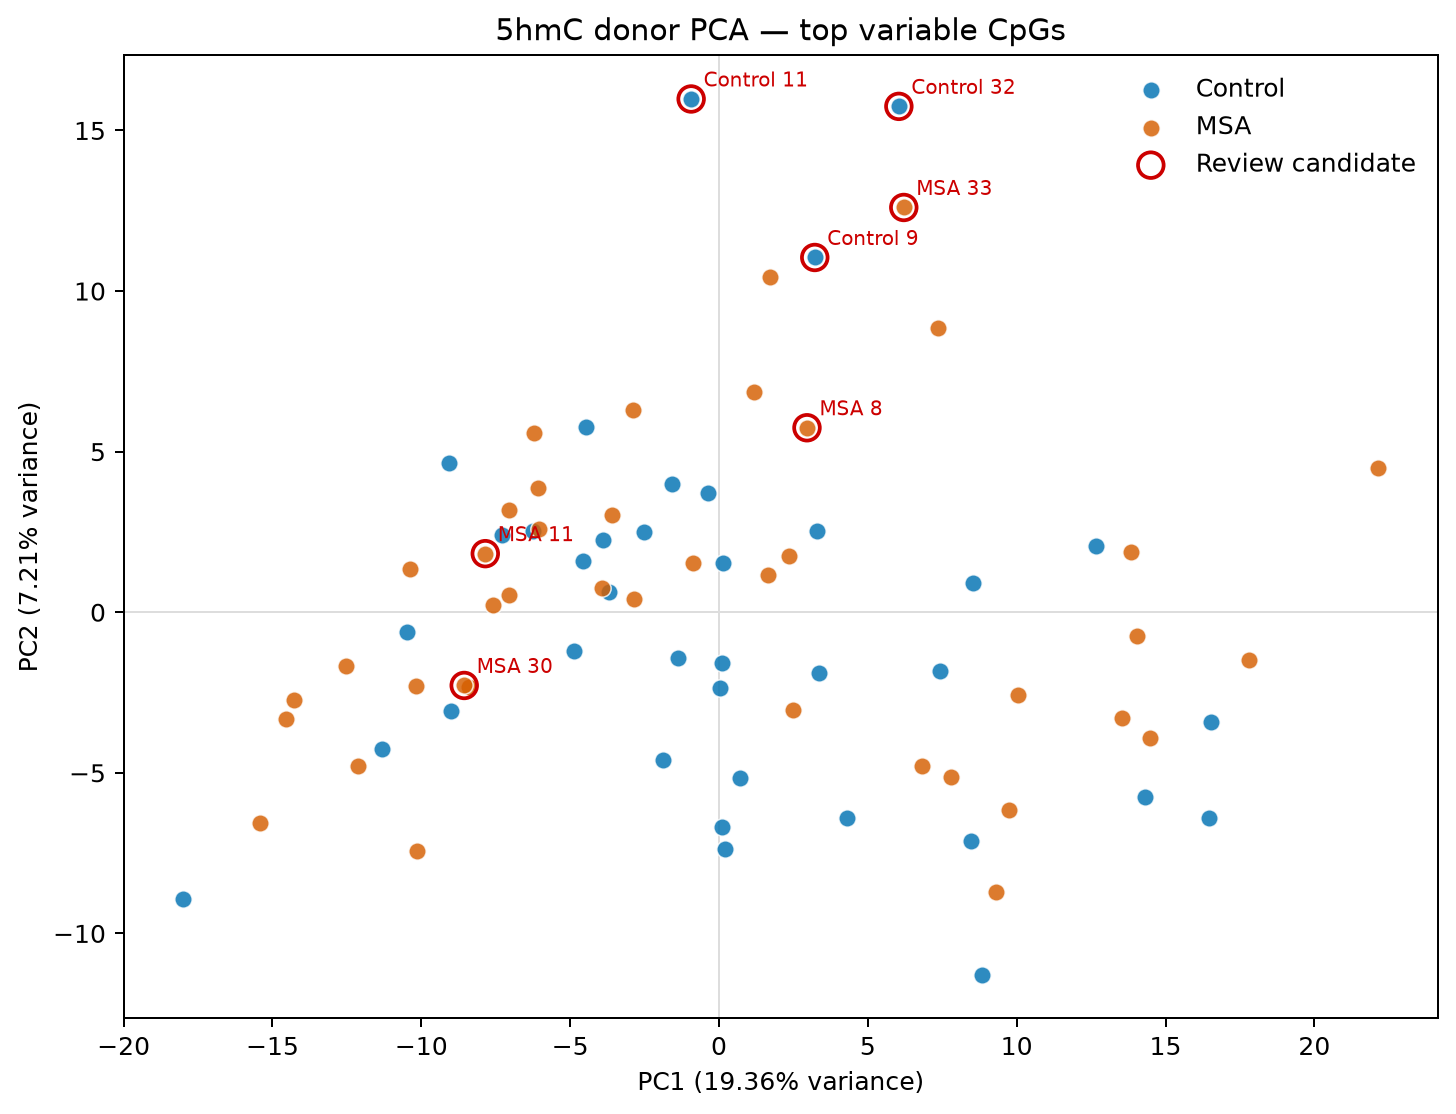 5hmC donor PCA — top variable CpGs
Control 11
Control 32
Control
MSA
Review candidate
MSA 33
Control 9
MSA 8
MSA 11
MSA 30
15
10
5
0
−5
−10
PC2 (7.21% variance)
−20
−15
−10
−5
0
5
10
15
20
PC1 (19.36% variance)